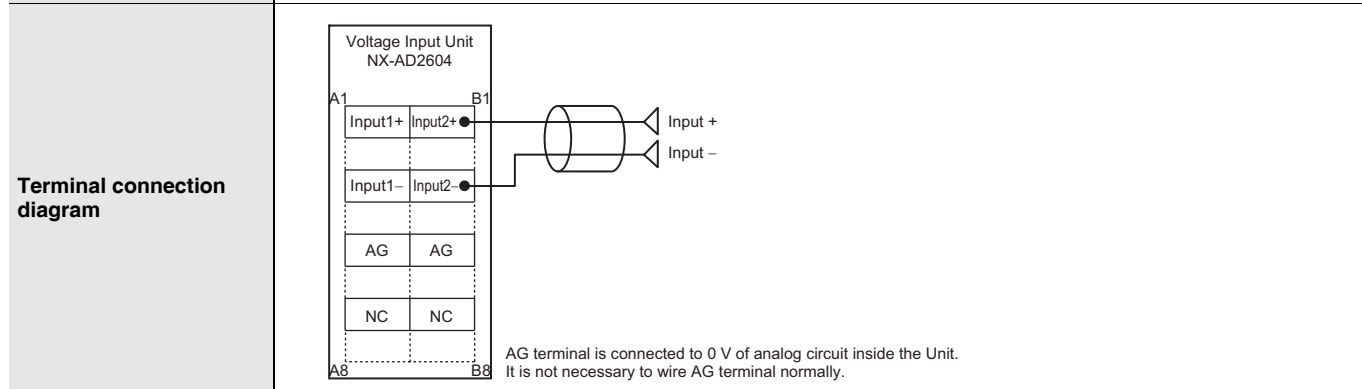 Terminal connection
diagram
Voltage Input Unit
NX-AD2604
A1 B1
Input1+ Input2+
Input +
Input –
Input1– Input2–
AG AG
NC NC
A8 B8
AG terminal is connected to 0 V of analog circuit inside the Unit.
It is not necessary to wire AG terminal normally.